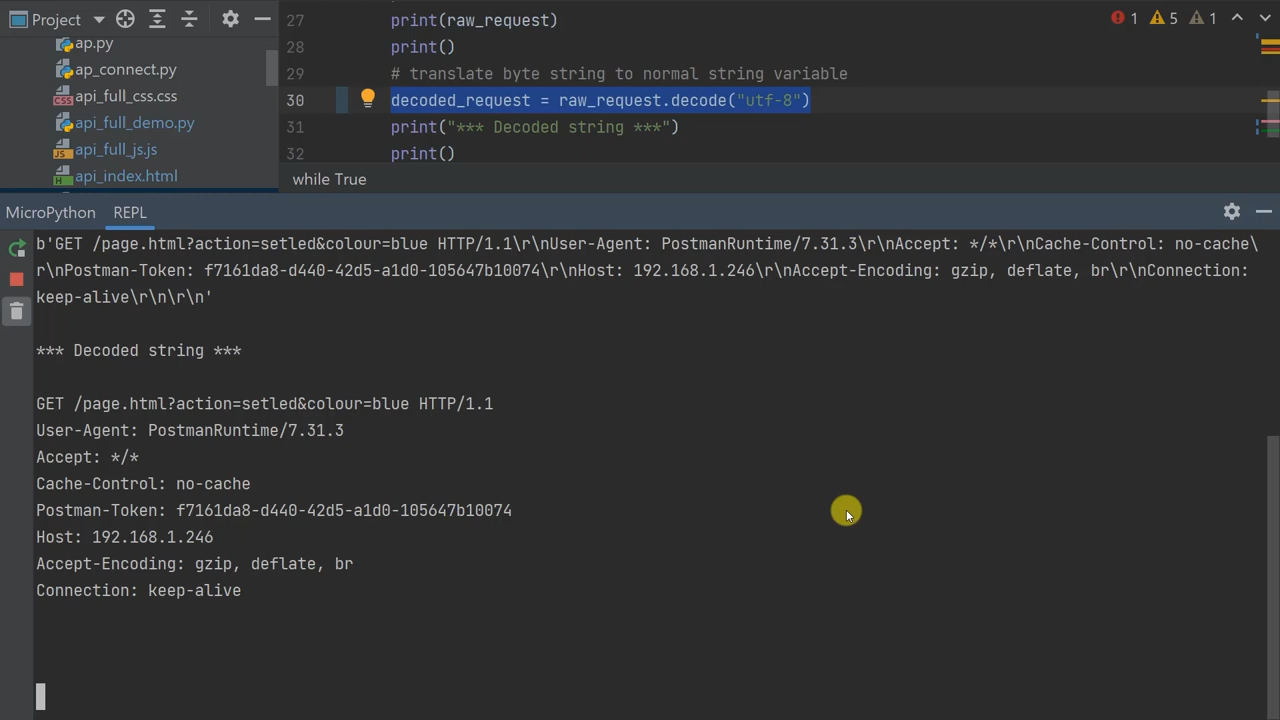 Project
ap.py
ap_connect.py
api_full_css.css
api_full_demo.py
api_full_js.js
api_index.html
27 print(raw_request)
28 print()
29 # translate byte string to normal string variable
30 decoded_request = raw_request.decode("utf-8")
31 print("*** Decoded string ***")
32 print()
1 5 1
while True
MicroPython REPL
b'GET /page.html?action=setled&colour=blue HTTP/1.1\r\nUser-Agent: PostmanRuntime/7.31.3\r\nAccept: */*\r\nCache-Control: no-cache\
r\nPostman-Token: f7161da8-d440-42d5-a1d0-105647b10074\r\nHost: 192.168.1.246\r\nAccept-Encoding: gzip, deflate, br\r\nConnection:
keep-alive\r\n\r\n'
*** Decoded string ***
GET /page.html?action=setled&colour=blue HTTP/1.1
User-Agent: PostmanRuntime/7.31.3
Accept: */*
Cache-Control: no-cache
Postman-Token: f7161da8-d440-42d5-a1d0-105647b10074
Host: 192.168.1.246
Accept-Encoding: gzip, deflate, br
Connection: keep-alive